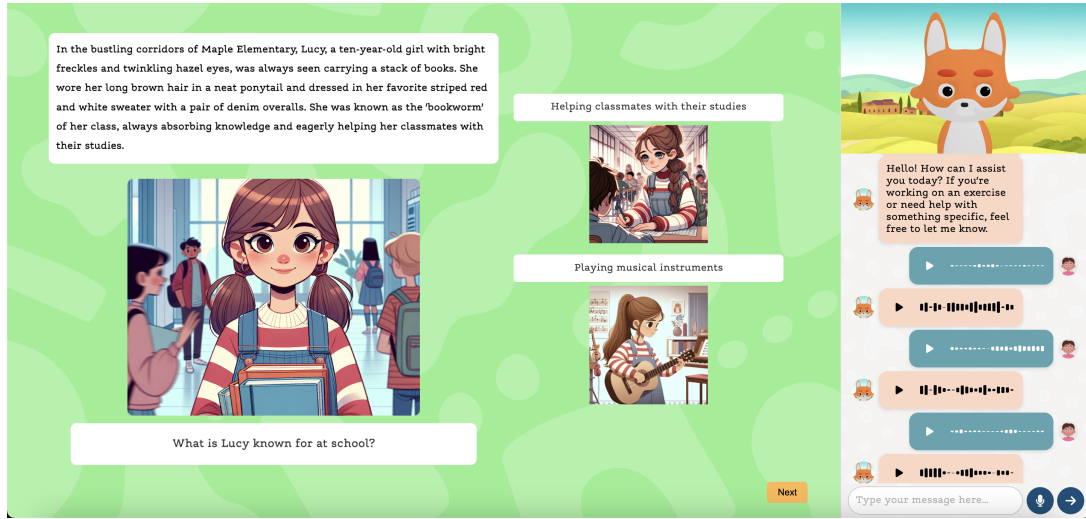 In the bustling corridors of Maple Elementary, Lucy, a ten-year-old girl with bright
freckles and twinkling hazel eyes, was always seen carrying a stack of books. She
wore her long brown hair in a neat ponytail and dressed in her favorite striped red
and white sweater with a pair of denim overalls. She was known as the 'bookworm'
of her class, always absorbing knowledge and eagerly helping her classmates with
their studies.
What is Lucy known for at school?
Helping classmates with their studies
Playing musical instruments
Next
Hello! How can I assist
you today? If you're
working on an exercise
or need help with
something specific, feel
free to let me know.
Type your message here...